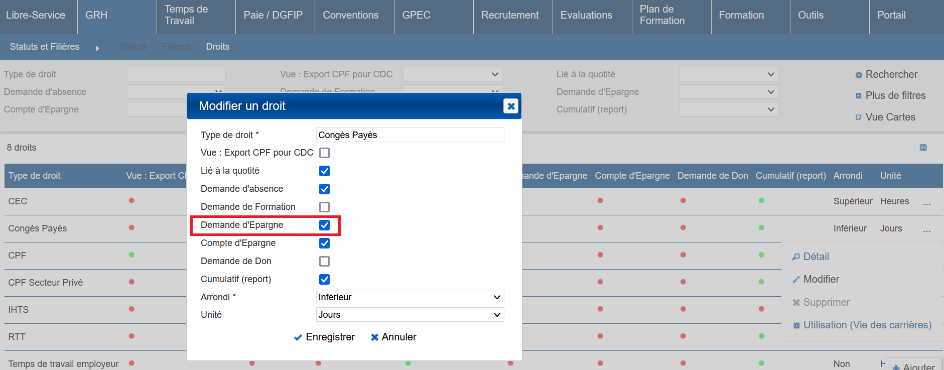 Libre-Service
GRH
Temps de
Travail
Paie / DGFIP
Conventions
GPEC
Recrutement
Evaluations
Plan de
Formation
Formation
Outils
Portail
Statuts et Filières
Statuts
Filières
Droits
Type de droit
Vue : Export CPF pour CDC
Lié à la quotité
Rechercher
Demande d'absence
Demande de Formation
Demande d'Epargne
Plus de filtres
Compte d'Epargne
Cumulatif (report)
Vue Cartes
Modifier un droit
Type de droit *
Congès Payés
Vue : Export CPF pour CDC
Lié à la quotité
Demande d'absence
Demande de Formation
Demande d'Epargne
Compte d'Epargne
Demande de Don
Cumulatif (report)
Arrondi *
Inférieur
Unité
Jours
Enregistrer
Annuler
8 droits
Type de droit
Vue : Export C
ande d'Epargne
Compte d'Epargne
Demande de Don
Cumulatif (report)
Arrondi
Unité
CEC
Supérieur
Heures
...
Congès Payés
Inférieur
Jours
...
CPF
CPF Secteur Privé
IHTS
RTT
Temps de travail employeur
Non
H
Détail
Modifier
Supprimer
Utilisation (Vie des carrières)
Ajouter